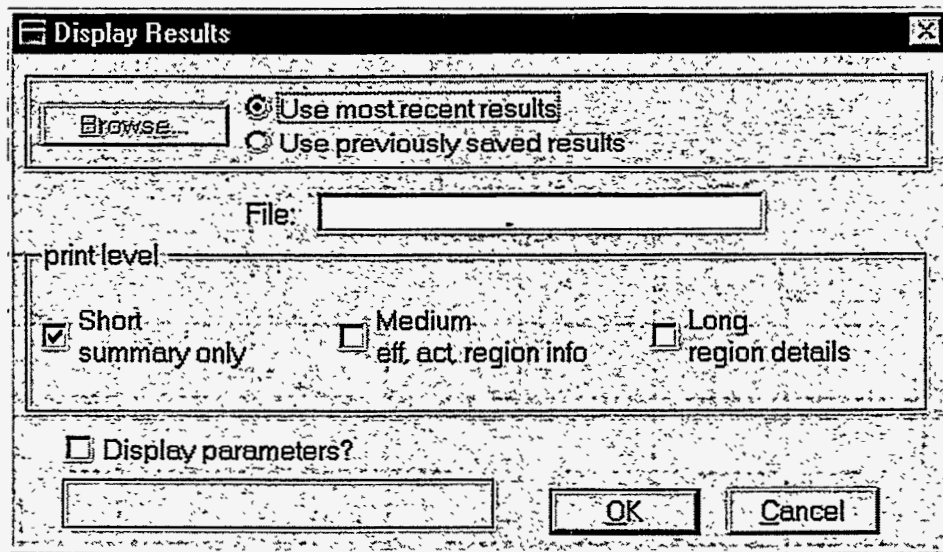 Display Results
Browse...
Use most recent results
Use previously saved results
File:
print level
Short
summary only
Medium
eff, act, region info
Long
region details
Display parameters?
OK
Cancel